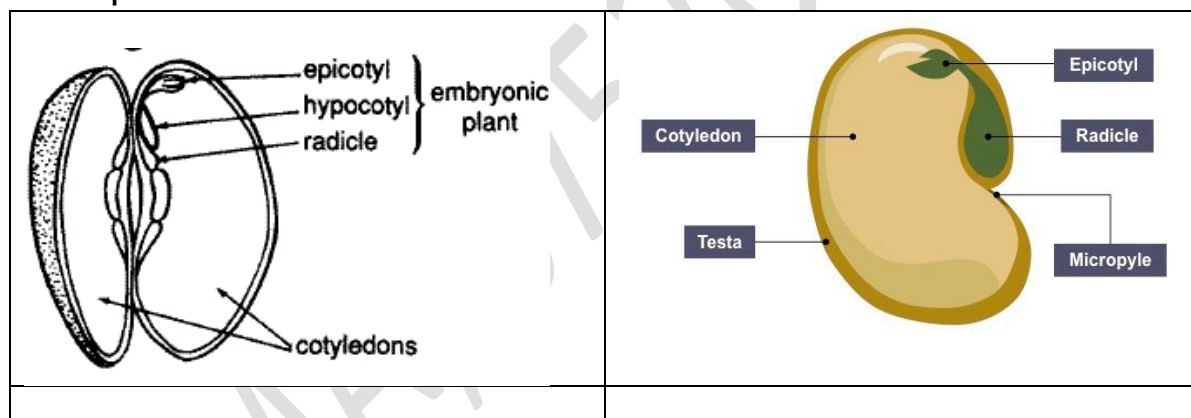 epicotyl
hypocotyl
radicle
embryonic
plant
cotyledons
Epicotyl
Cotyledon
Radicle
Testa
Micropyle